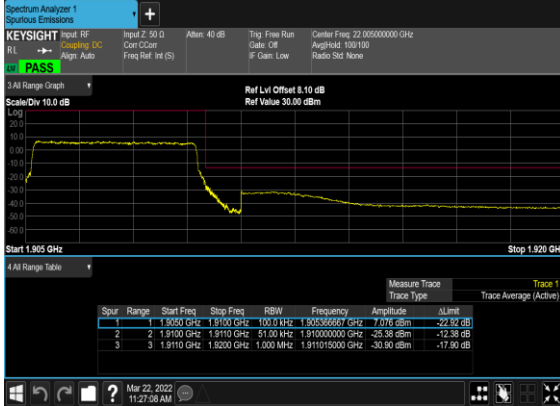 Spectrum Analyzer 1
Spurious Emissions
+
KEYSIGHT Input: RF Input Z: 50 Ω Atten: 40 dB Trig: Free Run Center Freq: 22.005000000 GHz
RL Coupling: DC Corr CCorr Gate: Off Avg|Hold: 100/100
Align: Auto Freq Ref: Int (S) IF Gain: Low Radio Std: None
LXI PASS
3 All Range Graph Ref Lvl Offset 8.10 dB
Scale/Div 10.0 dB Ref Value 30.00 dBm
Log
20.0
10.0
0.00
-10.0
-20.0
-30.0
-40.0
-50.0
-60.0
Start 1.905 GHz Stop 1.920 GH
4 All Range Table
Measure Trace Trace 1
Trace Type Trace Average (Active)
Spur Range Start Freq Stop Freq RBW Frequency Amplitude ΔLimit
1 1 1.9050 GHz 1.9100 GHz 100.0 kHz 1.905366667 GHz 7.076 dBm -22.92 dB
2 2 1.9100 GHz 1.9110 GHz 51.00 kHz 1.910000000 GHz -25.38 dBm -12.38 dB
3 3 1.9110 GHz 1.9200 GHz 1.000 MHz 1.911015000 GHz -30.90 dBm -17.90 dB
? Mar 22, 2022
11:27:08 AM